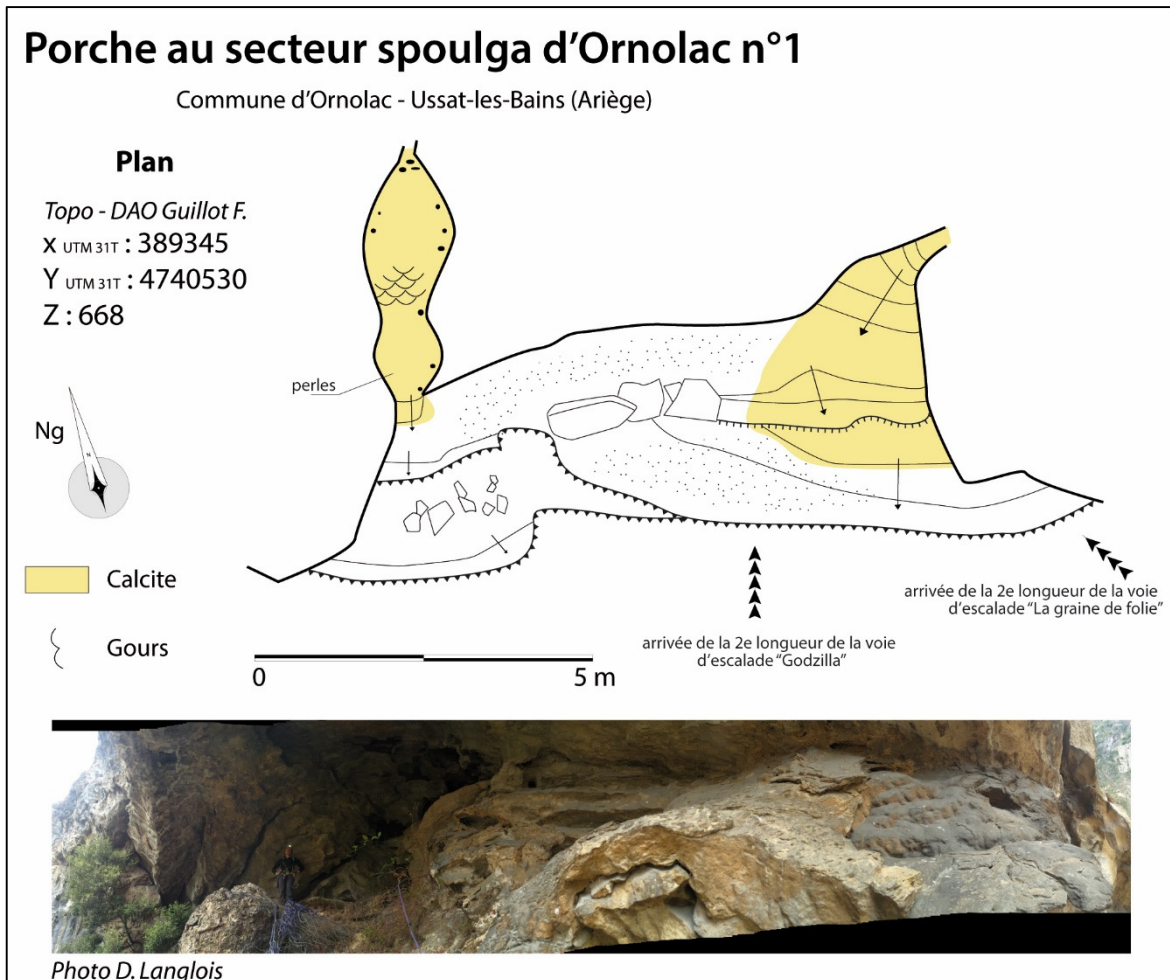 Porche au secteur spoulga d'Ornolac n°1
Commune d'Ornolac - Ussat-les-Bains (Ariège)
Plan
Topo - DAO Guillot F.
x UTM 31T : 389345
Y UTM 31T : 4740530
Z : 668
perles
Ng
N
Calcite
Gours
0
5 m
arrivée de la 2e longueur de la voie
d'escalade "Godzilla"
arrivée de la 2e longueur de la voie
d'escalade "La graine de folie"
Photo D. Langlois